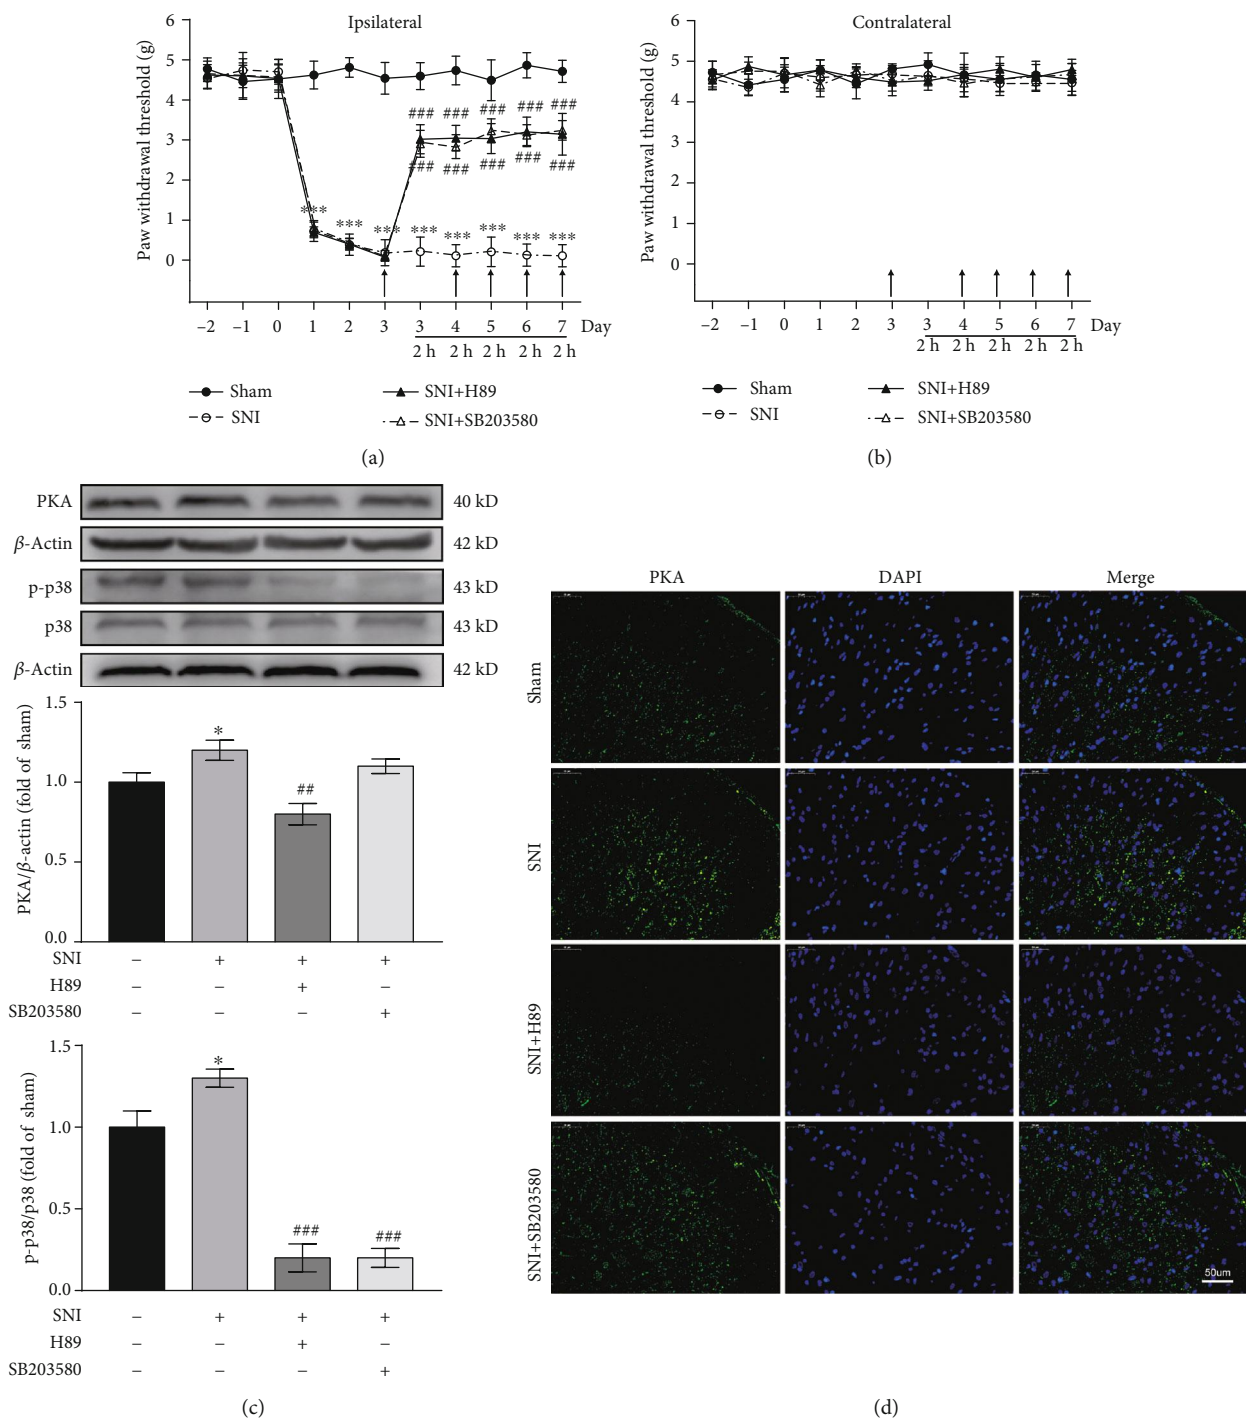 Ipsilateral
Paw withdrawal threshold (g)
6
5
4
3
2
1
0
### ### ### ### ###
### ### ### ### ###
*** *** *** *** *** *** *** ***
−2 −1 0 1 2 3 3 4 5 6 7 Day
2 h 2 h 2 h 2 h 2 h
Sham
SNI
SNI+H89
SNI+SB203580
(a)
Contralateral
Paw withdrawal threshold (g)
6
5
4
3
2
1
0
−2 −1 0 1 2 3 3 4 5 6 7 Day
2 h 2 h 2 h 2 h 2 h
Sham
SNI
SNI+H89
SNI+SB203580
(b)
PKA 40 kD
β-Actin 42 kD
p-p38 43 kD
p38 43 kD
β-Actin 42 kD
PKA/β-actin (fold of sham)
1.5
1.0
0.5
0.0
*
##
SNI − + + +
H89 − − + −
SB203580 − − − +
p-p38/p38 (fold of sham)
1.5
1.0
0.5
0.0
*
### ###
SNI − + + +
H89 − − + −
SB203580 − − − +
(c)
PKA DAPI Merge
Sham
SNI
SNI+H89
SNI+SB203580
50um
(d)